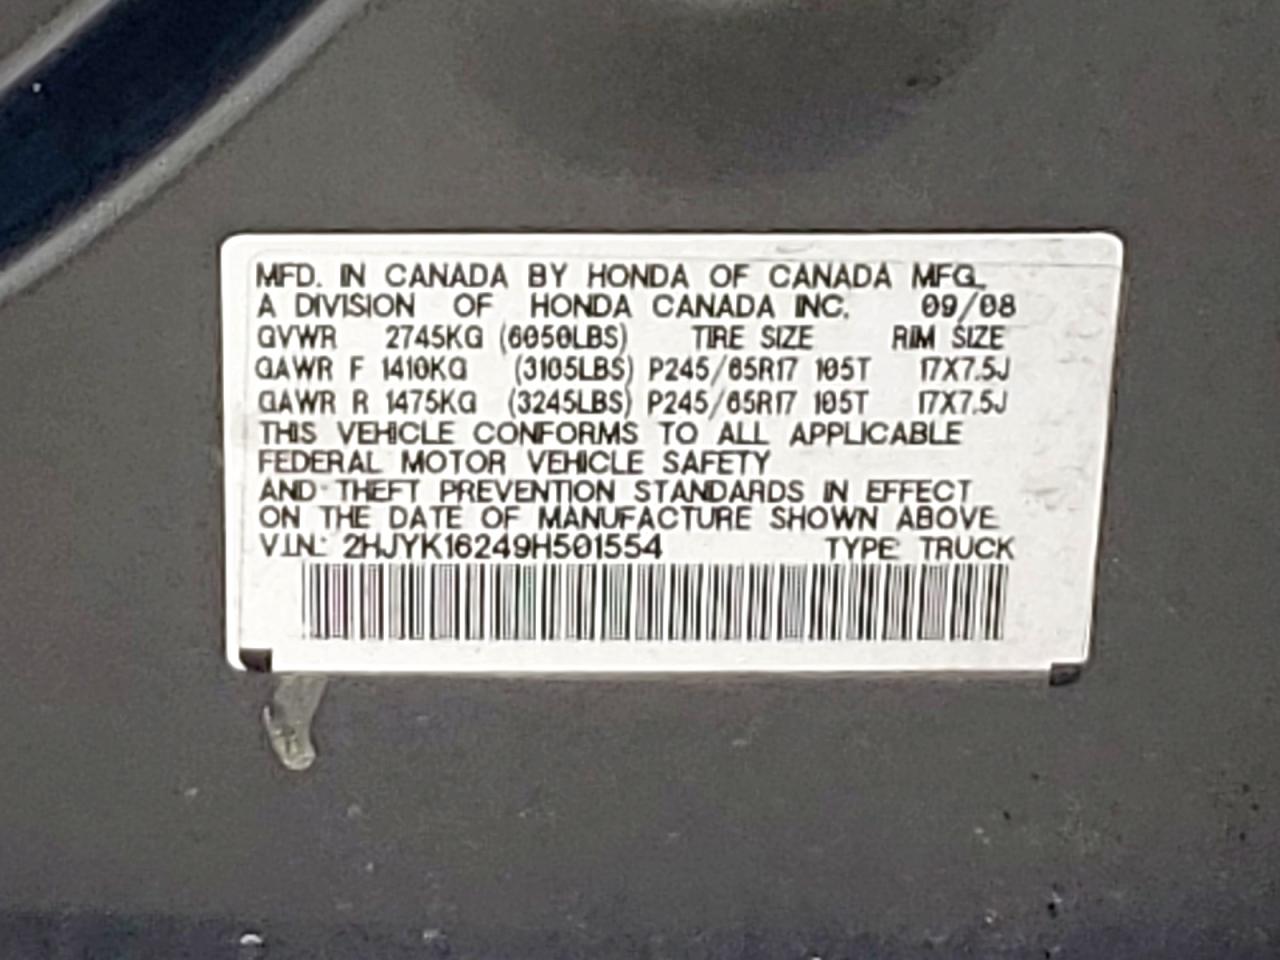 MFD. IN CANADA BY HONDA OF CANADA MFG.
A DIVISION OF HONDA CANADA INC. 09/08
GVWR 2745KG (6050LBS) TIRE SIZE RIM SIZE
GAWR F 1410KG (3105LBS) P245/65R17 105T 17X7.5J
GAWR R 1475KG (3245LBS) P245/65R17 105T 17X7.5J
THIS VEHICLE CONFORMS TO ALL APPLICABLE
FEDERAL MOTOR VEHICLE SAFETY
AND THEFT PREVENTION STANDARDS IN EFFECT
ON THE DATE OF MANUFACTURE SHOWN ABOVE
V.I.N.: 2HJYK16249H501554 TYPE TRUCK